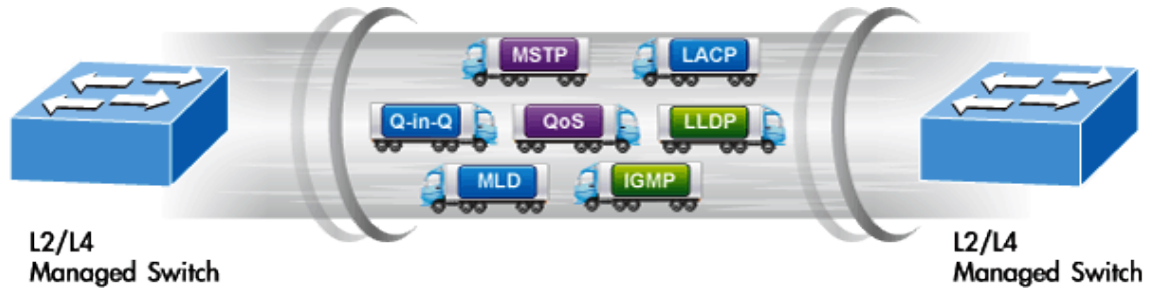 MSTP
LACP
Q-in-Q
QoS
LLDP
MLD
IGMP
L2/L4
Managed Switch
L2/L4
Managed Switch